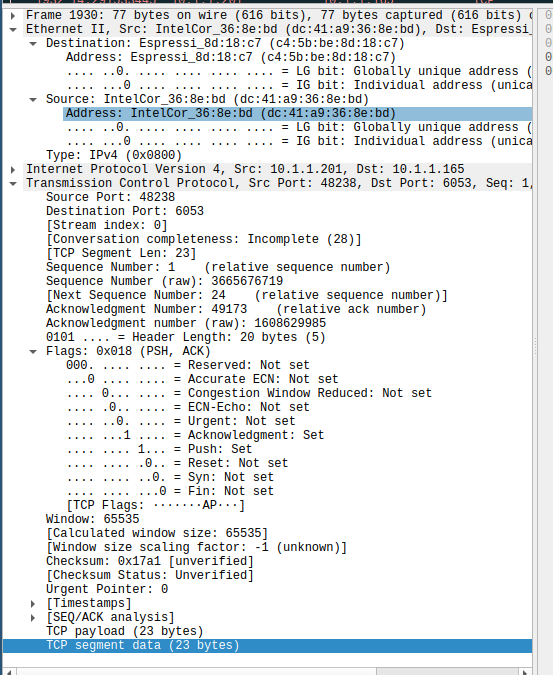 Frame 1930: 77 bytes on wire (616 bits), 77 bytes captured (616 bits)
Ethernet II, Src: IntelCor_36:8e:bd (dc:41:a9:36:8e:bd), Dst: Espressi_
Destination: Espressi_8d:18:c7 (c4:5b:be:8d:18:c7)
Address: Espressi_8d:18:c7 (c4:5b:be:8d:18:c7)
.... ..0. .... .... .... .... = LG bit: Globally unique address (
.... ...0 .... .... .... .... = IG bit: Individual address (unica
Source: IntelCor_36:8e:bd (dc:41:a9:36:8e:bd)
Address: IntelCor_36:8e:bd (dc:41:a9:36:8e:bd)
.... ..0. .... .... .... .... = LG bit: Globally unique address (
.... ...0 .... .... .... .... = IG bit: Individual address (unica
Type: IPv4 (0x0800)
Internet Protocol Version 4, Src: 10.1.1.201, Dst: 10.1.1.165
Transmission Control Protocol, Src Port: 48238, Dst Port: 6053, Seq: 1,
Source Port: 48238
Destination Port: 6053
[Stream index: 0]
[Conversation completeness: Incomplete (28)]
[TCP Segment Len: 23]
Sequence Number: 1    (relative sequence number)
Sequence Number (raw): 3665676719
[Next Sequence Number: 24    (relative sequence number)]
Acknowledgment Number: 49173    (relative ack number)
Acknowledgment number (raw): 1608629985
0101 .... = Header Length: 20 bytes (5)
Flags: 0x018 (PSH, ACK)
000. .... .... = Reserved: Not set
...0 .... .... = Accurate ECN: Not set
.... 0... .... = Congestion Window Reduced: Not set
.... .0.. .... = ECN-Echo: Not set
.... ..0. .... = Urgent: Not set
.... ...1 .... = Acknowledgment: Set
.... .... 1... = Push: Set
.... .... .0.. = Reset: Not set
.... .... ..0. = Syn: Not set
.... .... ...0 = Fin: Not set
[TCP Flags: ·······AP···]
Window: 65535
[Calculated window size: 65535]
[Window size scaling factor: -1 (unknown)]
Checksum: 0x17a1 [unverified]
[Checksum Status: Unverified]
Urgent Pointer: 0
[Timestamps]
[SEQ/ACK analysis]
TCP payload (23 bytes)
TCP segment data (23 bytes)